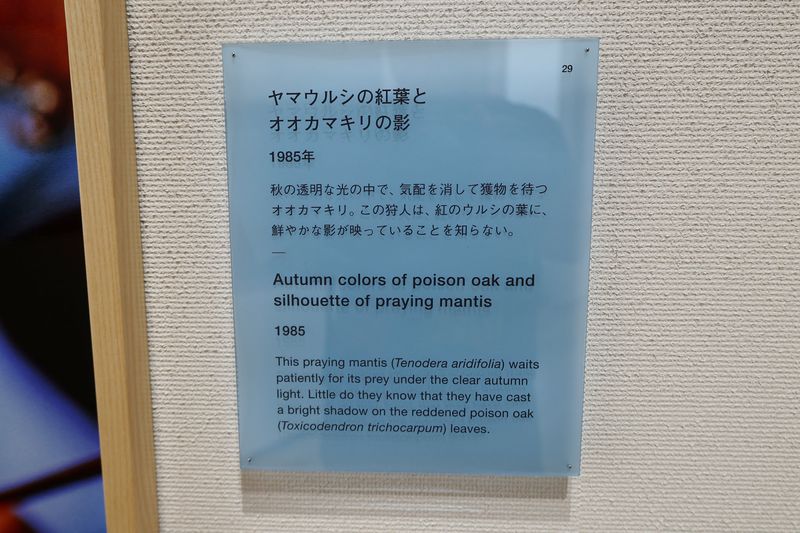 29
ヤマウルシの紅葉と
オオカマキリの影
1985年
秋の透明な光の中で、気配を消して獲物を待つ
オオカマキリ。この狩人は、紅のウルシの葉に、
鮮やかな影が映っていることを知らない。
—
Autumn colors of poison oak and
silhouette of praying mantis
1985
This praying mantis (Tenodera aridifolia) waits
patiently for its prey under the clear autumn
light. Little do they know that they have cast
a bright shadow on the reddened poison oak
(Toxicodendron trichocarpum) leaves.